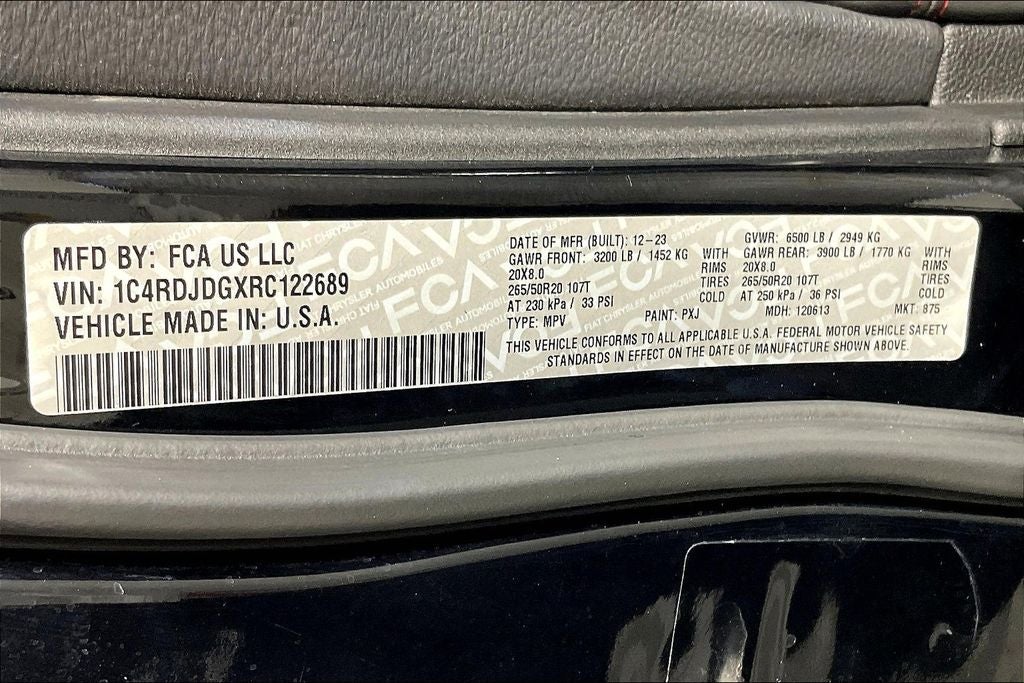 MFD BY: FCA US LLC
VIN: 1C4RDJDGXRC122689
VEHICLE MADE IN: U.S.A.
DATE OF MFR (BUILT): 12-23 GVWR: 6500 LB / 2949 KG
GAWR FRONT: 3200 LB / 1452 KG WITH GAWR REAR: 3900 LB / 1770 KG WITH
20X8.0 RIMS 20X8.0 RIMS
265/50R20 107T TIRES 265/50R20 107T TIRES
AT 230 kPa / 33 PSI COLD AT 250 kPa / 36 PSI COLD
TYPE: MPV PAINT: PXJ MDH: 120613 MKT: 875
THIS VEHICLE CONFORMS TO ALL APPLICABLE U.S.A. FEDERAL MOTOR VEHICLE SAFETY
STANDARDS IN EFFECT ON THE DATE OF MANUFACTURE SHOWN ABOVE.